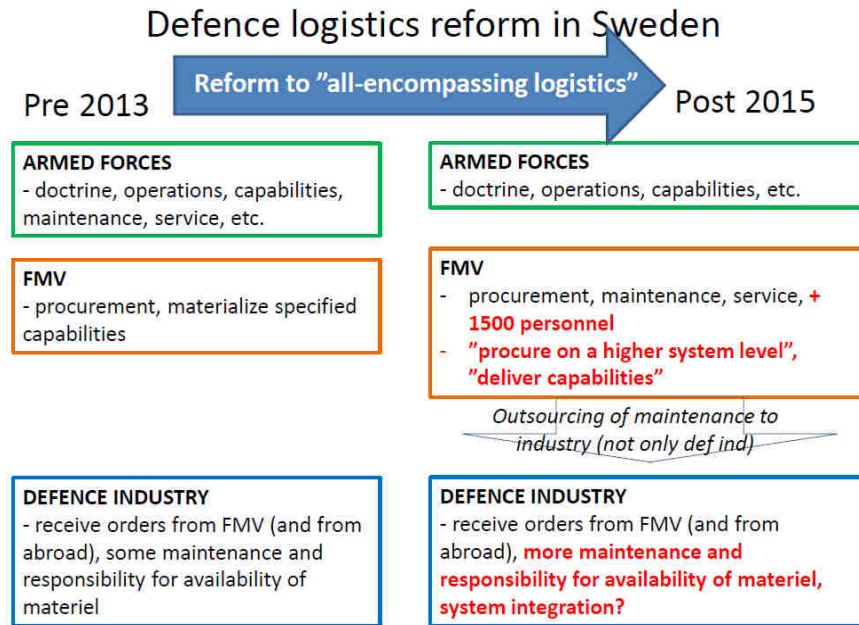 Defence logistics reform in Sweden
Reform to ”all-encompassing logistics”
Pre 2013
Post 2015
ARMED FORCES
- doctrine, operations, capabilities,
maintenance, service, etc.
FMV
- procurement, materialize specified
capabilities
DEFENCE INDUSTRY
- receive orders from FMV (and from
abroad), some maintenance and
responsibility for availability of
materiel
ARMED FORCES
- doctrine, operations, capabilities, etc.
FMV
- procurement, maintenance, service, +
1500 personnel
- ”procure on a higher system level”,
”deliver capabilities”
Outsourcing of maintenance to
industry (not only def ind)
DEFENCE INDUSTRY
- receive orders from FMV (and from
abroad), more maintenance and
responsibility for availability of materiel,
system integration?